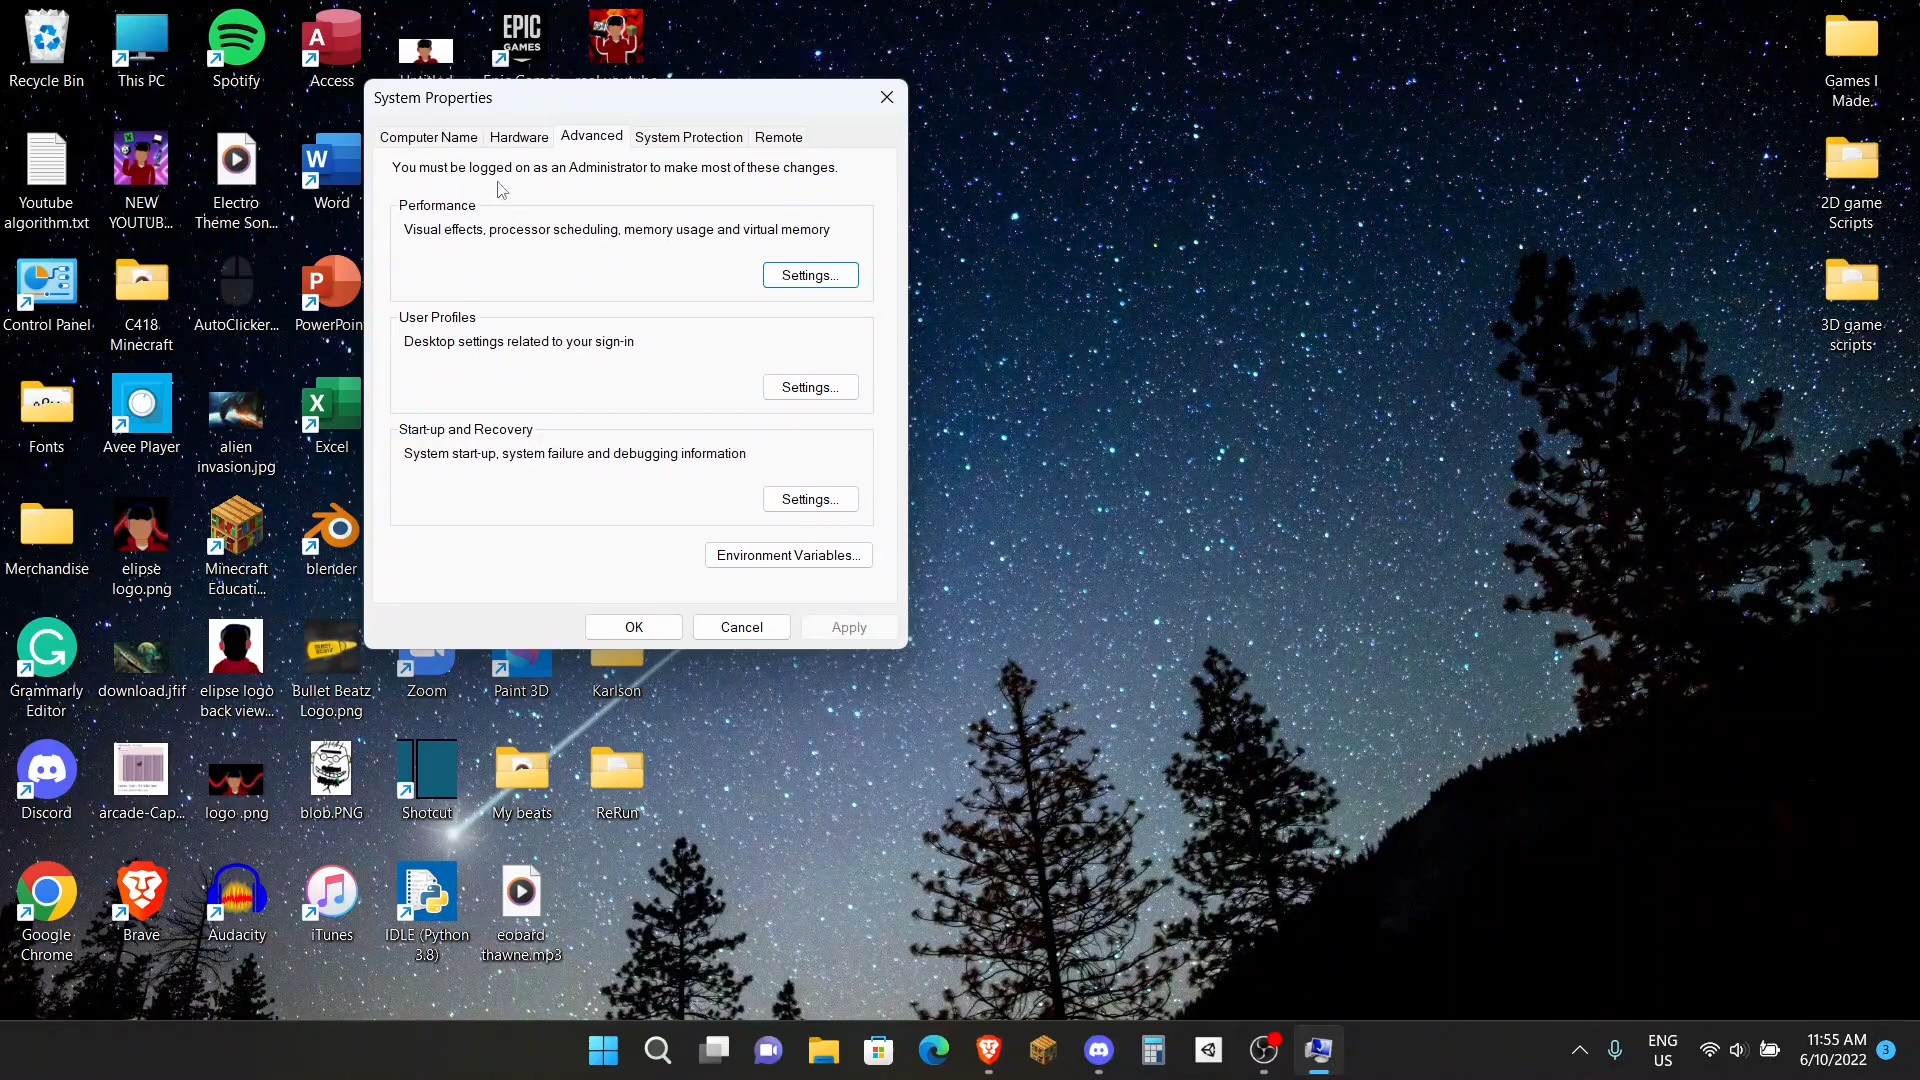 Recycle Bin
This PC
Spotify
Access
EPIC
GAMES
Games I
Made.
System Properties
Computer Name
Hardware
Advanced
System Protection
Remote
You must be logged on as an Administrator to make most of these changes.
Performance
Visual effects, processor scheduling, memory usage and virtual memory
Settings...
User Profiles
Desktop settings related to your sign-in
Settings...
Start-up and Recovery
System start-up, system failure and debugging information
Settings...
Environment Variables...
OK
Cancel
Apply
Youtube
algorithm.txt
NEW
YOUTUB...
Electro
Theme Son...
Word
2D game
Scripts
Control Panel
C418
Minecraft
AutoClicker...
PowerPoin
3D game
scripts
Fonts
Avee Player
alien
invasion.jpg
Excel
Merchandise
elipse
logo.png
Minecraft
Educati...
blender
Grammarly
Editor
download.jfif
elipse logo
back view...
Bullet Beatz
Logo.png
Zoom
Paint 3D
Karlson
Discord
arcade-Cap...
logo .png
blob.PNG
Shotcut
My beats
ReRun
Google
Chrome
Brave
Audacity
iTunes
IDLE (Python
3.8)
eobard
thawne.mp3
ENG
US
11:55 AM
6/10/2022
3